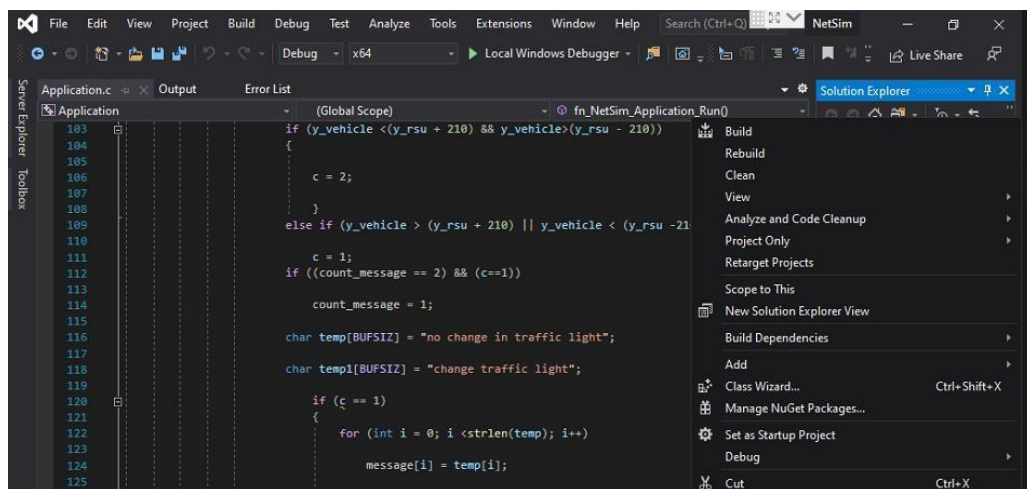 File Edit View Project Build Debug Test Analyze Tools Extensions Window Help Search (Ctrl+Q) NetSim
Debug x64 Local Windows Debugger Live Share
Server Explorer
Toolbox
Application.c Output Error List Solution Explorer
Application (Global Scope) fn_NetSim_Application_Run()
103 if (y_vehicle <(y_rsu + 210) && y_vehicle>(y_rsu - 210))
104 {
105
106 c = 2;
107
108 }
109 else if (y_vehicle > (y_rsu + 210) || y_vehicle < (y_rsu -21
110
111 c = 1;
112 if ((count_message == 2) && (c==1))
113
114 count_message = 1;
115
116 char temp[BUFSIZ] = "no change in traffic light";
117
118 char temp1[BUFSIZ] = "change traffic light";
119
120 if (c == 1)
121 {
122 for (int i = 0; i <strlen(temp); i++)
123
124 message[i] = temp[i];
125
Build
Rebuild
Clean
View
Analyze and Code Cleanup
Project Only
Retarget Projects
Scope to This
New Solution Explorer View
Build Dependencies
Add
Class Wizard... Ctrl+Shift+X
Manage NuGet Packages...
Set as Startup Project
Debug
Cut Ctrl+X